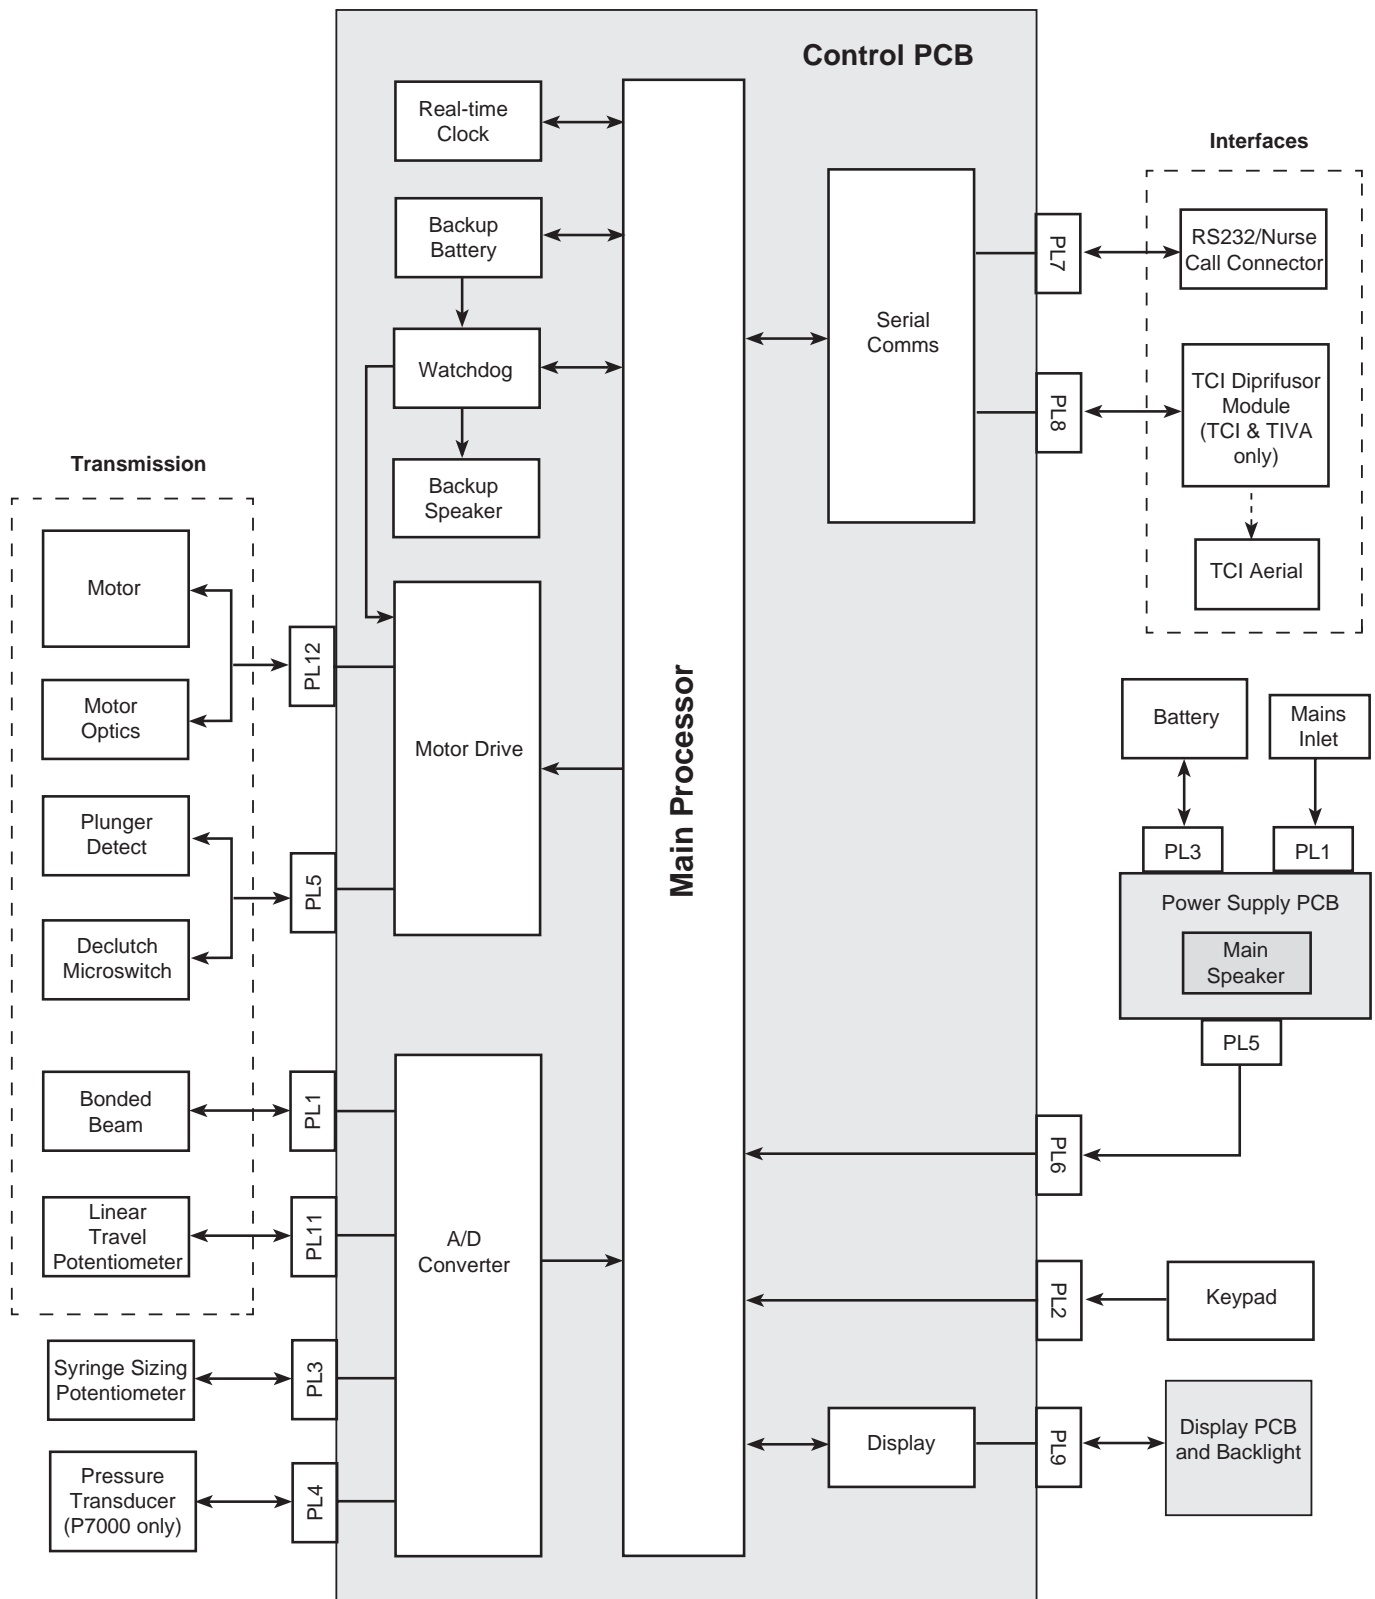 Control PCB
Real-time
Clock
Backup
Battery
Watchdog
Backup
Speaker
Motor Drive
A/D
Converter
Main Processor
Serial
Comms
Display
Transmission
Motor
Motor
Optics
Plunger
Detect
Declutch
Microswitch
Bonded
Beam
Linear
Travel
Potentiometer
Syringe Sizing
Potentiometer
Pressure
Transducer
(P7000 only)
PL12
PL5
PL1
PL11
PL3
PL4
PL7
PL8
PL6
PL2
PL9
Interfaces
RS232/Nurse
Call Connector
TCI Diprifusor
Module
(TCI & TIVA
only)
TCI Aerial
Battery
Mains
Inlet
PL3
PL1
Power Supply PCB
Main
Speaker
PL5
Keypad
Display PCB
and Backlight